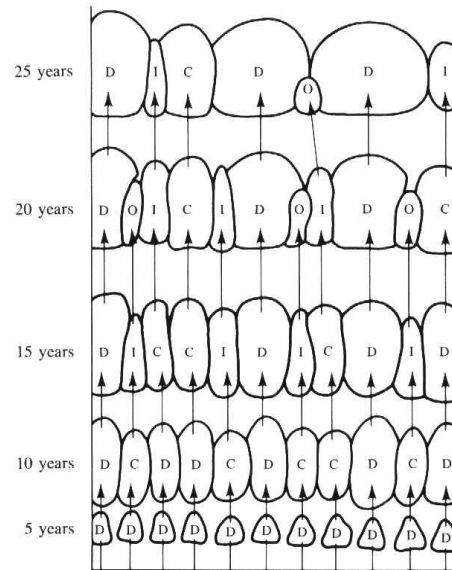 25 years D I C D O D I
20 years D O I C I D O I D O C
15 years D I C C I D I C D I D
10 years D C D D C D C C D C D
5 years D D D D D D D D D D D